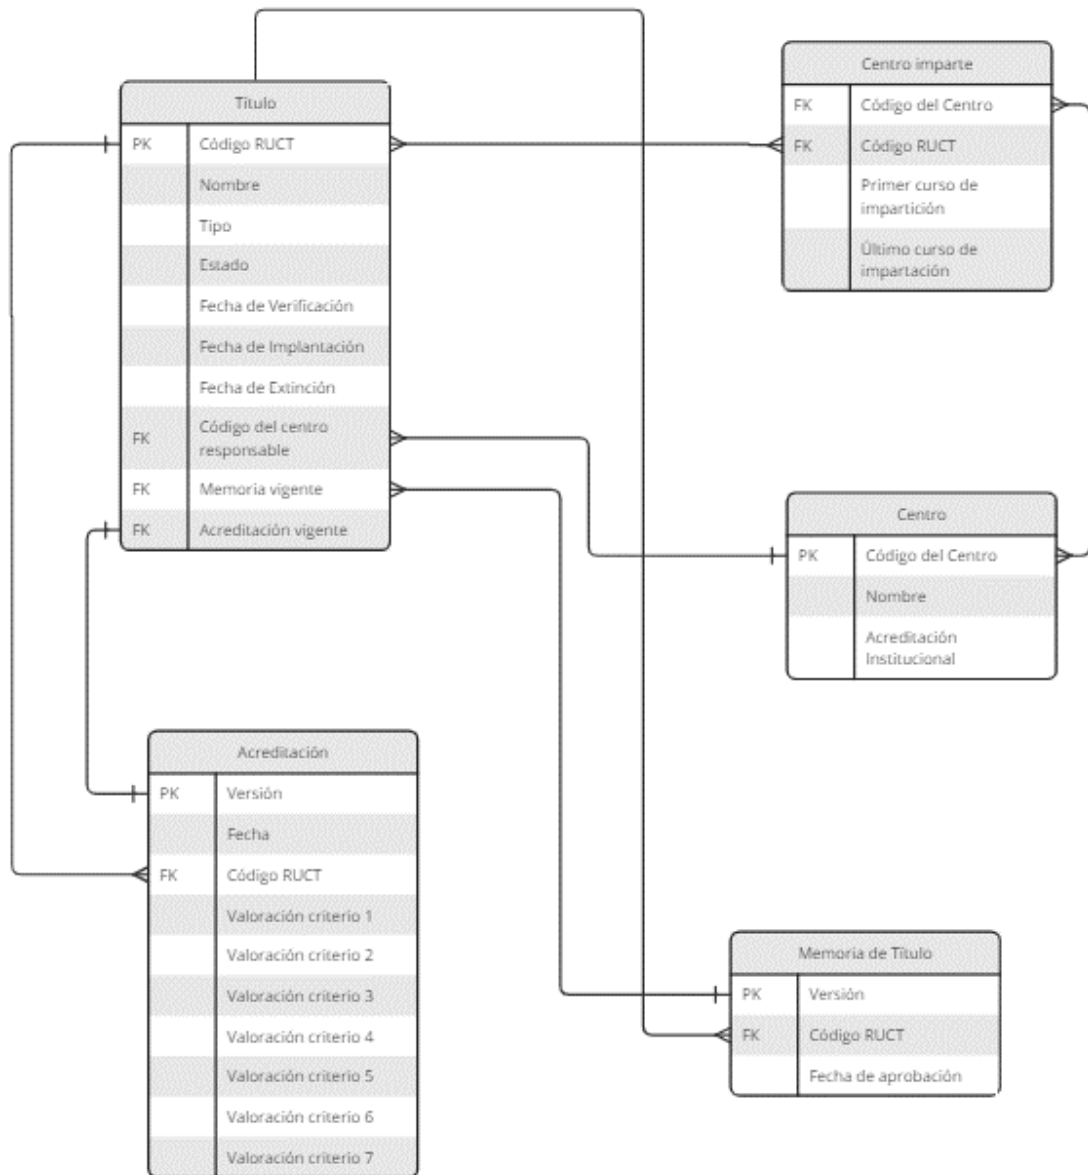 Titulo
PK Código RUCT
Nombre
Tipo
Estado
Fecha de Verificación
Fecha de Implantación
Fecha de Extinción
FK Código del centro
responsable
FK Memoria vigente
FK Acreditación vigente
Centro imparte
FK Código del Centro
FK Código RUCT
Primer curso de
impartición
Último curso de
impartación
Centro
PK Código del Centro
Nombre
Acreditación
Institucional
Acreditación
PK Versión
Fecha
FK Código RUCT
Valoración criterio 1
Valoración criterio 2
Valoración criterio 3
Valoración criterio 4
Valoración criterio 5
Valoración criterio 6
Valoración criterio 7
Memoria de Titulo
PK Versión
FK Código RUCT
Fecha de aprobación